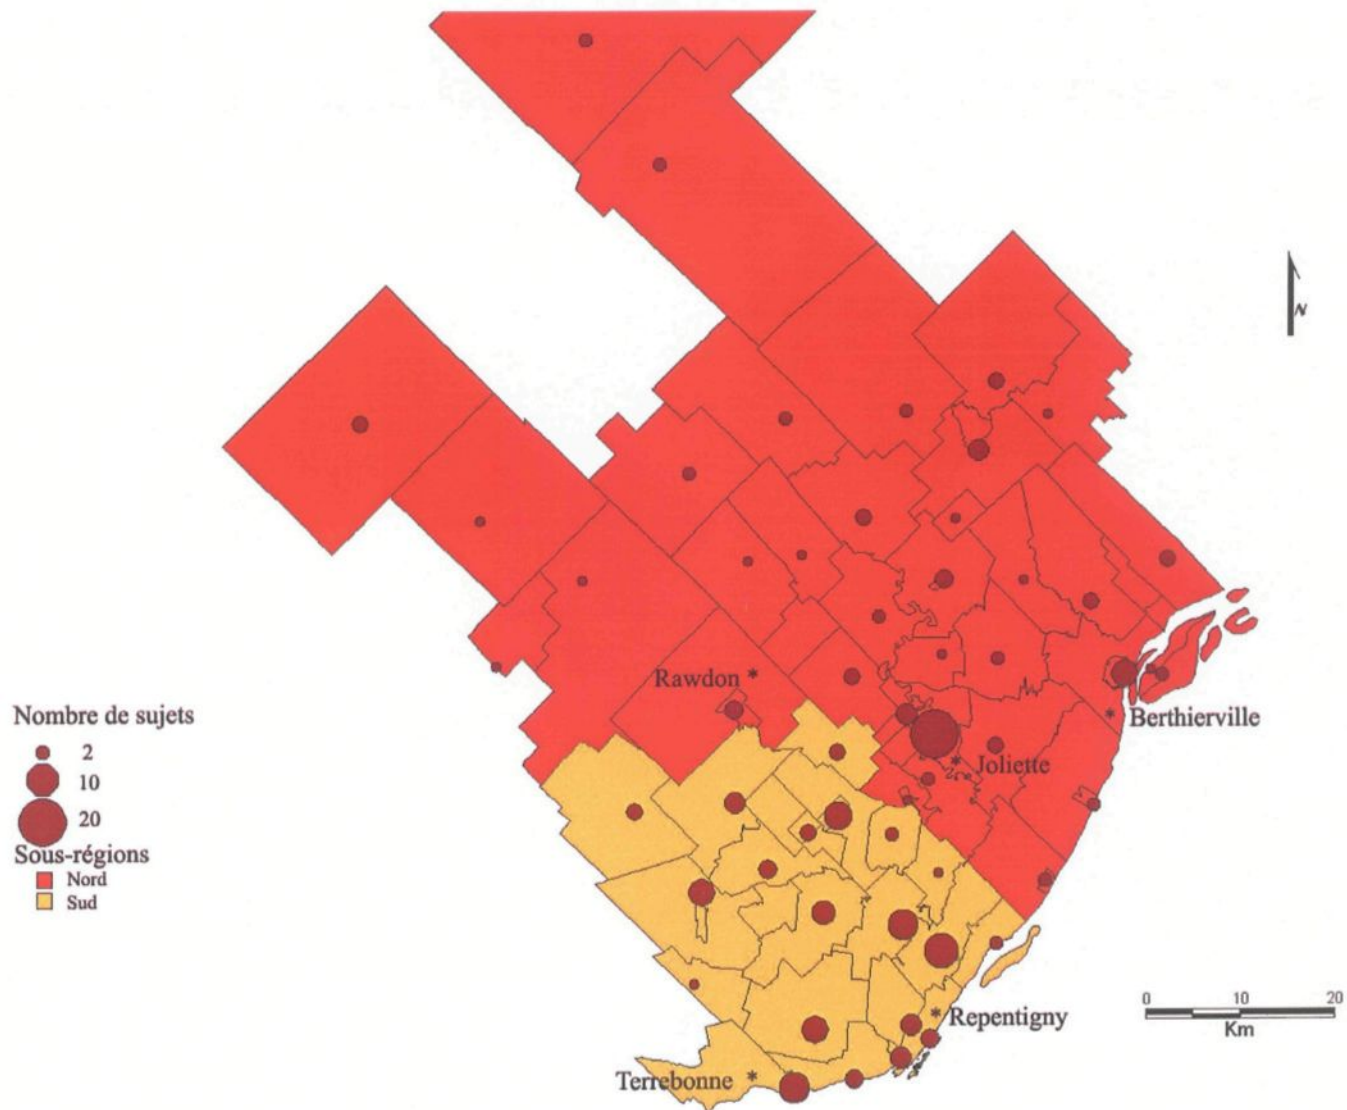 N
Rawdon *
Nombre de sujets
2
10
20
Sous-régions
Nord
Sud
* Berthierville
* Joliette
0 10 20
Km
* Repentigny
Terrebonne *